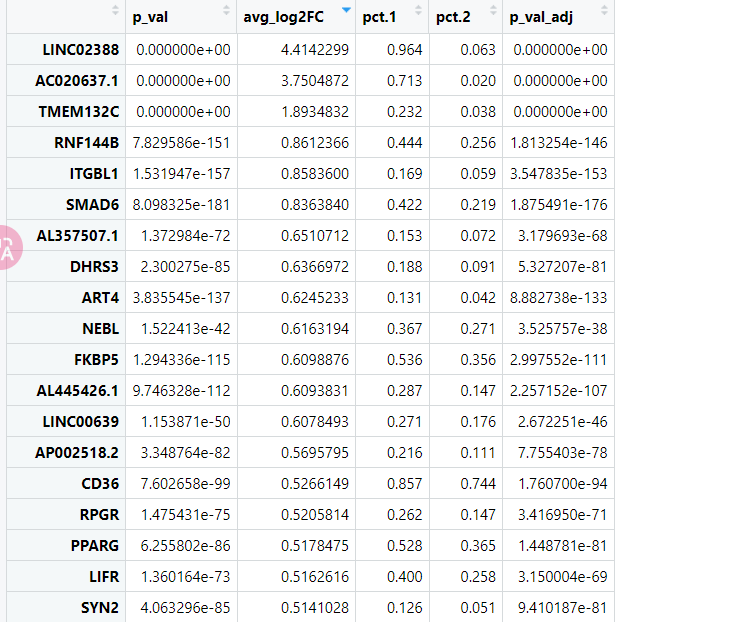 p_val avg_log2FC pct.1 pct.2 p_val_adj
LINC02388 0.000000e+00 4.4142299 0.964 0.063 0.000000e+00
AC020637.1 0.000000e+00 3.7504872 0.713 0.020 0.000000e+00
TMEM132C 0.000000e+00 1.8934832 0.232 0.038 0.000000e+00
RNF144B 7.829586e-151 0.8612366 0.444 0.256 1.813254e-146
ITGBL1 1.531947e-157 0.8583600 0.169 0.059 3.547835e-153
SMAD6 8.098325e-181 0.8363840 0.422 0.219 1.875491e-176
AL357507.1 1.372984e-72 0.6510712 0.153 0.072 3.179693e-68
DHRS3 2.300275e-85 0.6366972 0.188 0.091 5.327207e-81
ART4 3.835545e-137 0.6245233 0.131 0.042 8.882738e-133
NEBL 1.522413e-42 0.6163194 0.367 0.271 3.525757e-38
FKBP5 1.294336e-115 0.6098876 0.536 0.356 2.997552e-111
AL445426.1 9.746328e-112 0.6093831 0.287 0.147 2.257152e-107
LINC00639 1.153871e-50 0.6078493 0.271 0.176 2.672251e-46
AP002518.2 3.348764e-82 0.5695795 0.216 0.111 7.755403e-78
CD36 7.602658e-99 0.5266149 0.857 0.744 1.760700e-94
RPGR 1.475431e-75 0.5205814 0.262 0.147 3.416950e-71
PPARG 6.255802e-86 0.5178475 0.528 0.365 1.448781e-81
LIFR 1.360164e-73 0.5162616 0.400 0.258 3.150004e-69
SYN2 4.063296e-85 0.5141028 0.126 0.051 9.410187e-81